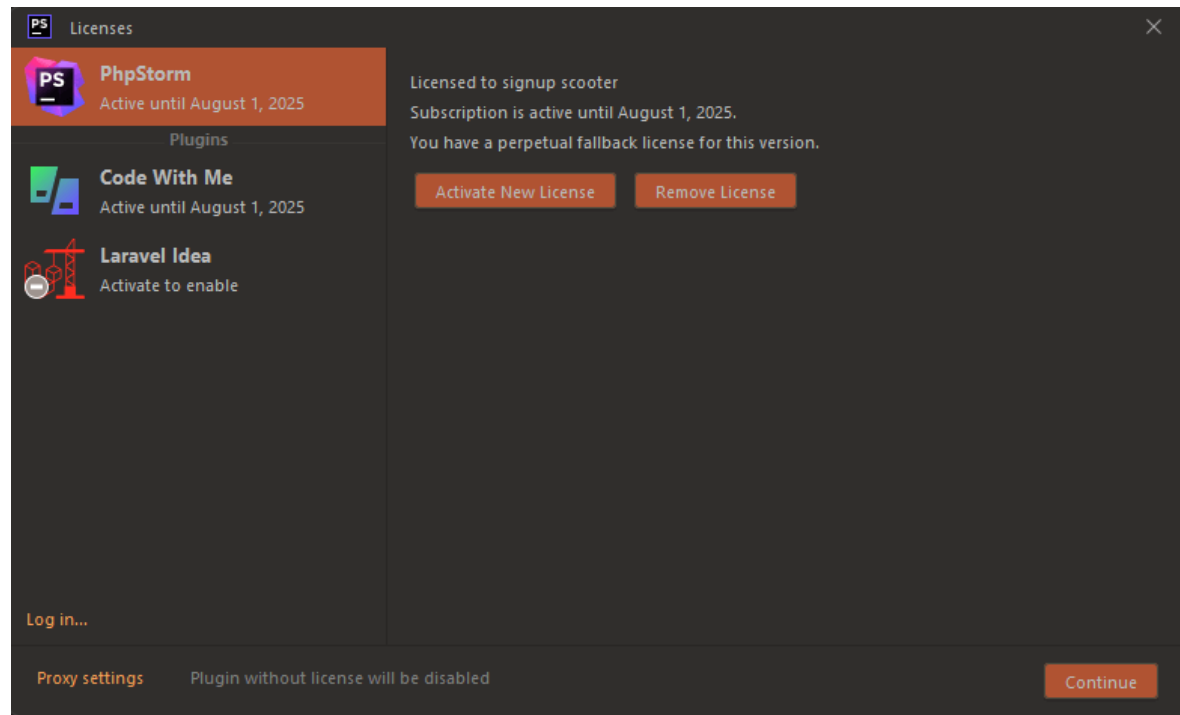 PS
Licenses
PS
PhpStorm
Active until August 1, 2025
Plugins
Code With Me
Active until August 1, 2025
Laravel Idea
Activate to enable
Log in...
Licensed to signup scooter
Subscription is active until August 1, 2025.
You have a perpetual fallback license for this version.
Activate New License
Remove License
Proxy settings
Plugin without license will be disabled
Continue